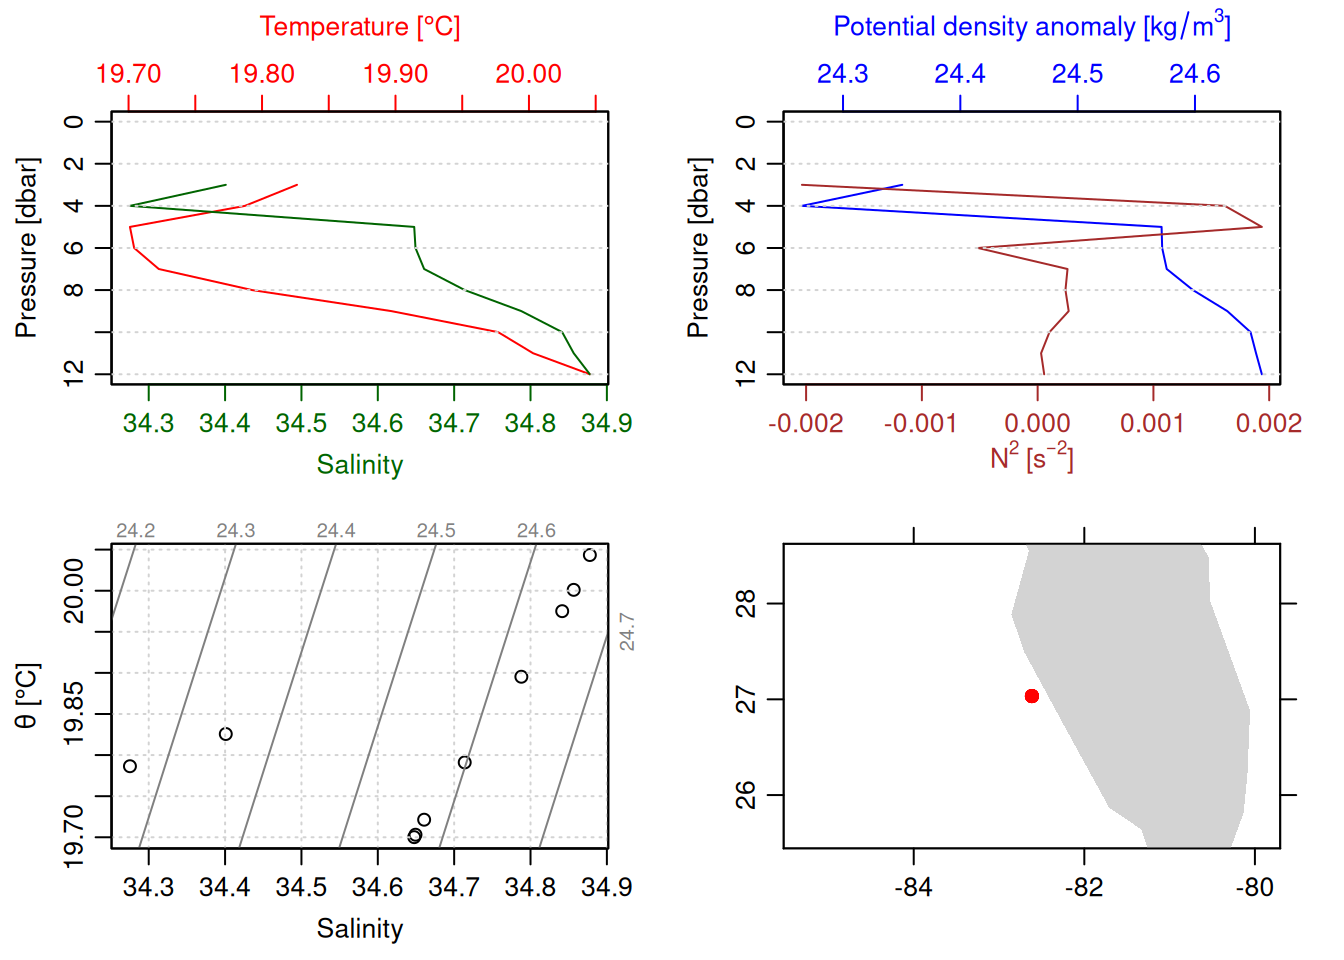 Temperature [°C]
19.70 19.80 19.90 20.00
Pressure [dbar]
0
2
4
6
8
12
34.3 34.4 34.5 34.6 34.7 34.8 34.9
Salinity
Potential density anomaly [kg/m³]
24.3 24.4 24.5 24.6
Pressure [dbar]
0
2
4
6
8
12
-0.002 -0.001 0.000 0.001 0.002
N² [s⁻²]
24.2 24.3 24.4 24.5 24.6
24.7
θ [°C]
20.00
19.85
19.70
34.3 34.4 34.5 34.6 34.7 34.8 34.9
Salinity
28
27
26
-84 -82 -80